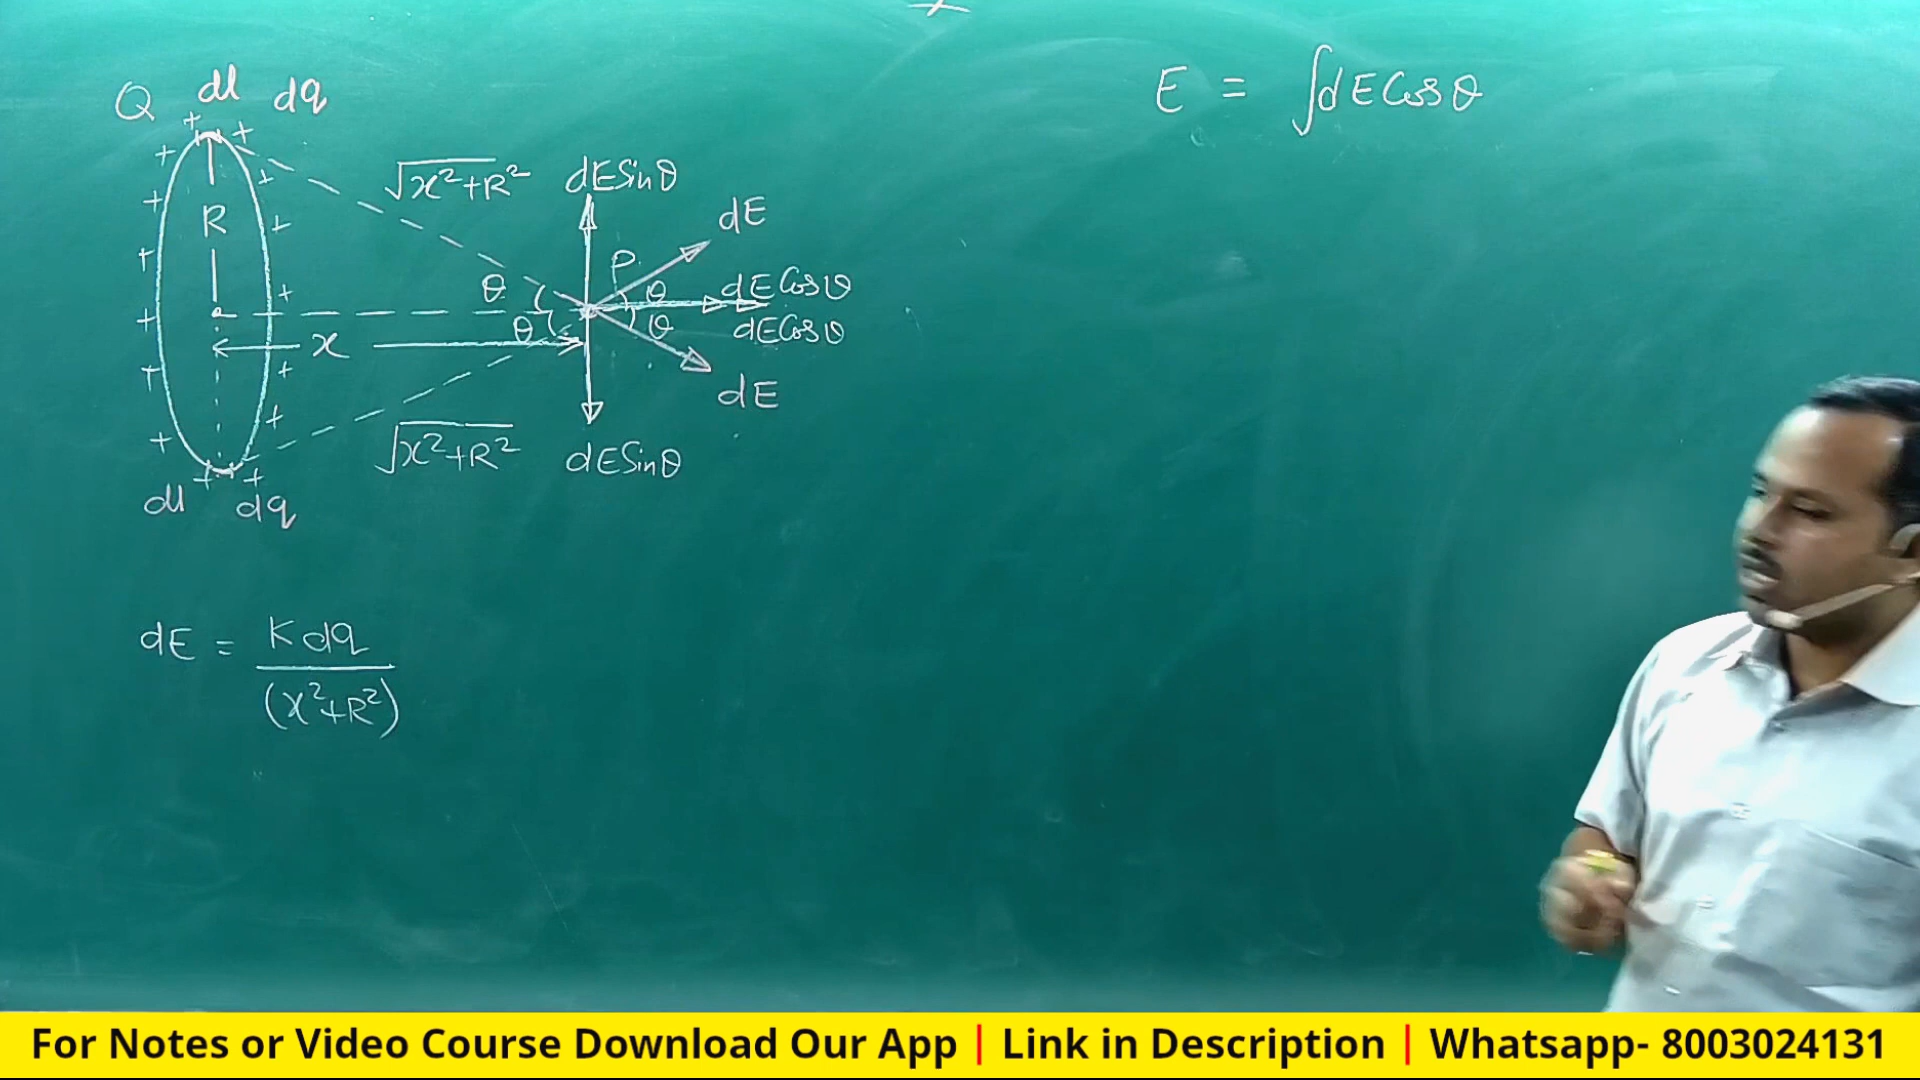 Q dl dq
E = ∫dECosθ
√x²+R² dESinθ
dE
R
P
θ θ dECosθ
θ θ dECosθ
x
dE
√x²+R² dESinθ
dl dq
dE = Kdq
(x²+R²)
For Notes or Video Course Download Our App | Link in Description | Whatsapp- 8003024131